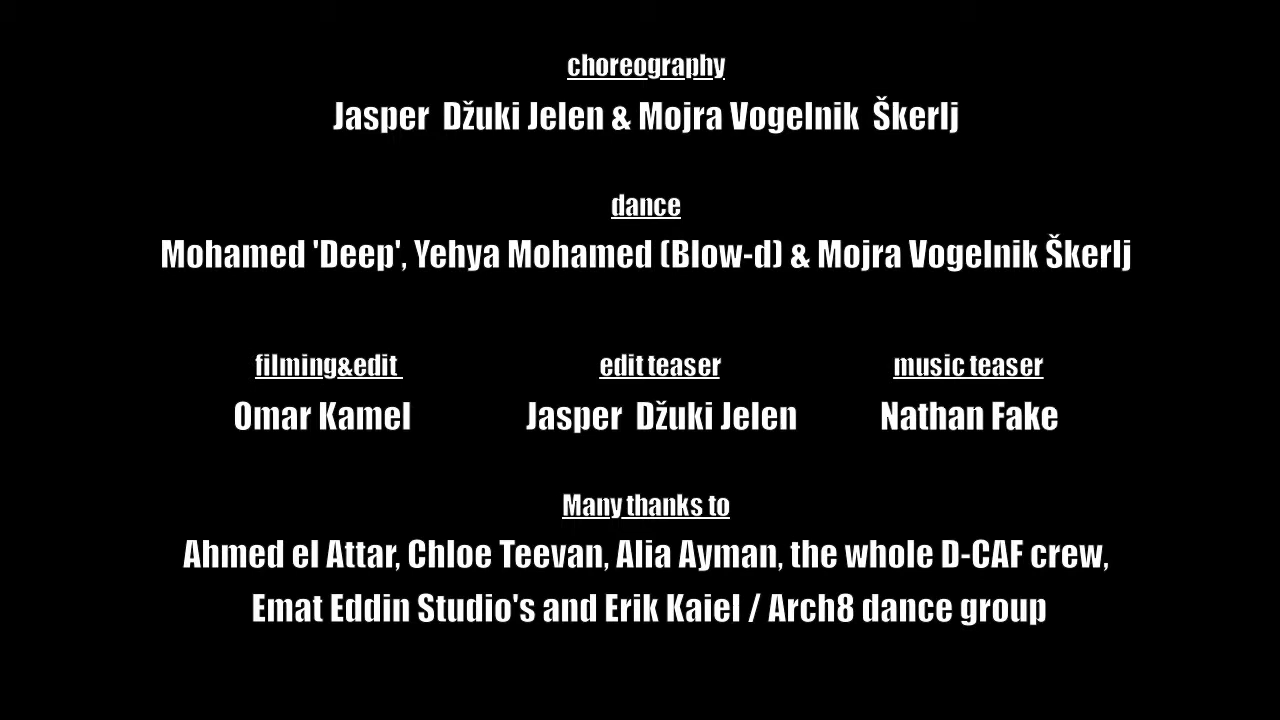 choreography
Jasper Džuki Jelen & Mojra Vogelnik Škerlj
dance
Mohamed 'Deep', Yehya Mohamed (Blow-d) & Mojra Vogelnik Škerlj
filming&edit edit teaser music teaser
Omar Kamel Jasper Džuki Jelen Nathan Fake
Many thanks to
Ahmed el Attar, Chloe Teevan, Alia Ayman, the whole D-CAF crew,
Emat Eddin Studio's and Erik Kaiel / Arch8 dance group